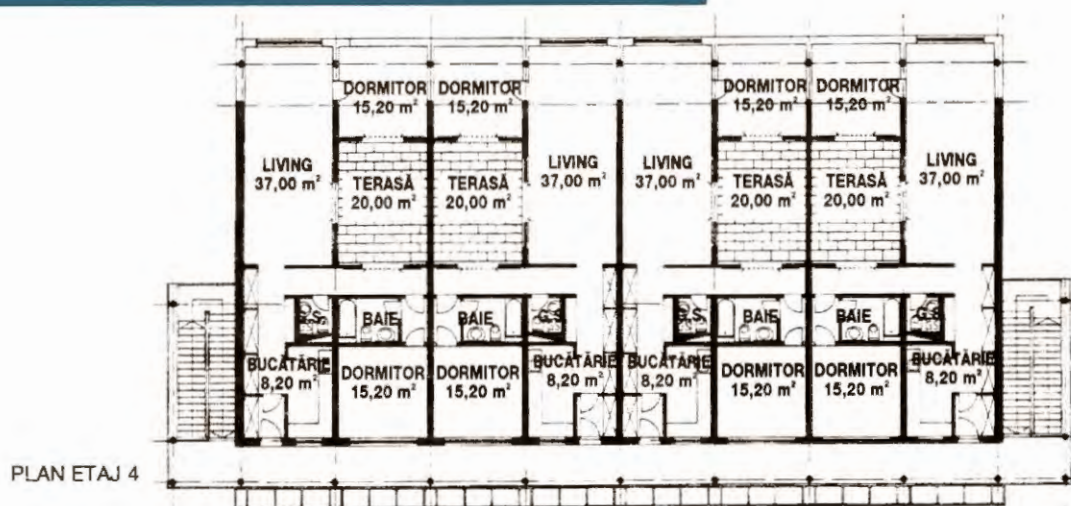 DORMITOR
15,20 m²
DORMITOR
15,20 m²
DORMITOR
15,20 m²
DORMITOR
15,20 m²
LIVING
37,00 m²
TERASĂ
20,00 m²
TERASĂ
20,00 m²
LIVING
37,00 m²
LIVING
37,00 m²
TERASĂ
20,00 m²
TERASĂ
20,00 m²
LIVING
37,00 m²
G.S.
BAIE
BAIE
G.S.
G.S.
BAIE
BAIE
G.S.
BUCĂTĂRIE
8,20 m²
DORMITOR
15,20 m²
DORMITOR
15,20 m²
BUCĂTĂRIE
8,20 m²
BUCĂTĂRIE
8,20 m²
DORMITOR
15,20 m²
DORMITOR
15,20 m²
BUCĂTĂRIE
8,20 m²
PLAN ETAJ 4